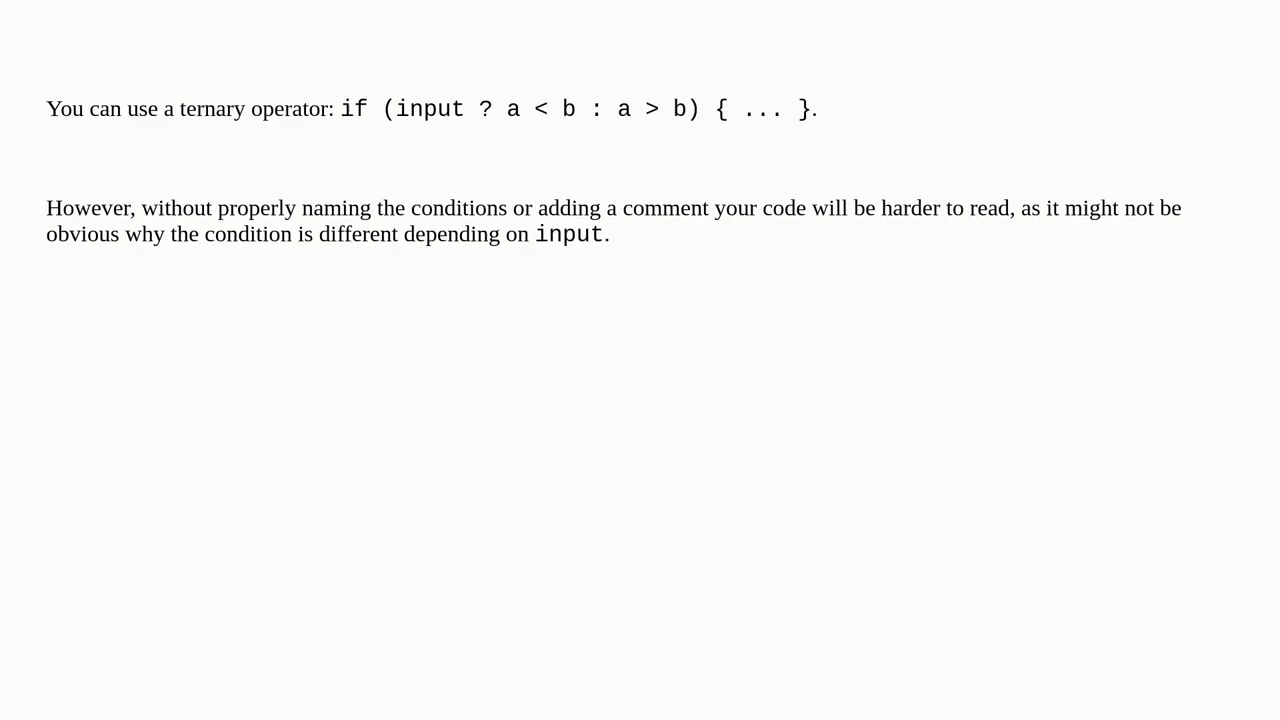 You can use a ternary operator: if (input ? a < b : a > b) { ... }.
However, without properly naming the conditions or adding a comment your code will be harder to read, as it might not be
obvious why the condition is different depending on input.